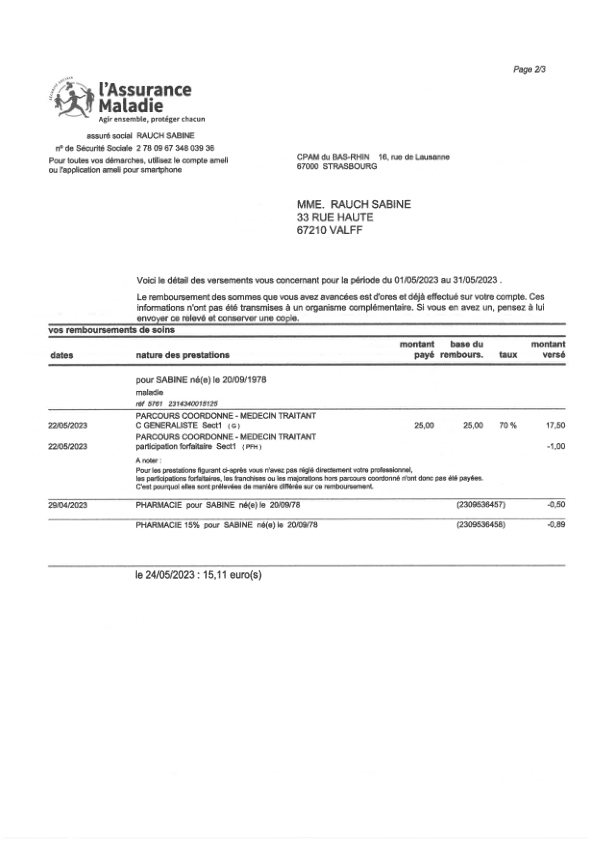 Page 2/3
SÉCURITÉ SOCIALE
l'Assurance
Maladie
Agir ensemble, protéger chacun
assuré social RAUCH SABINE
n° de Sécurité Sociale 2 78 09 67 348 039 36
Pour toutes vos démarches, utilisez le compte ameli
ou l'application ameli pour smartphone
CPAM du BAS-RHIN 16, rue de Lausanne
67000 STRASBOURG
MME. RAUCH SABINE
33 RUE HAUTE
67210 VALFF
Voici le détail des versements vous concernant pour la période du 01/05/2023 au 31/05/2023 .
Le remboursement des sommes que vous avez avancées est d'ores et déjà effectué sur votre compte. Ces
informations n'ont pas été transmises à un organisme complémentaire. Si vous en avez un, pensez à lui
envoyer ce relevé et conserver une copie.
vos remboursements de soins
dates nature des prestations montant payé base du rembours. taux montant versé
pour SABINE né(e) le 20/09/1978
maladie
réf 5761 2314340015125
PARCOURS COORDONNE - MEDECIN TRAITANT
22/05/2023 C GENERALISTE Sect1 ( G ) 25,00 25,00 70 % 17,50
PARCOURS COORDONNE - MEDECIN TRAITANT
22/05/2023 participation forfaitaire Sect1 ( PFH ) -1,00
A noter :
Pour les prestations figurant ci-après vous n'avez pas réglé directement votre professionnel,
les participations forfaitaires, les franchises ou les majorations hors parcours coordonné n'ont donc pas été payées.
C'est pourquoi elles sont prélevées de manière différée sur ce remboursement.
29/04/2023 PHARMACIE pour SABINE né(e) le 20/09/78 (2309536457) -0,50
PHARMACIE 15% pour SABINE né(e) le 20/09/78 (2309536458) -0,89
le 24/05/2023 : 15,11 euro(s)